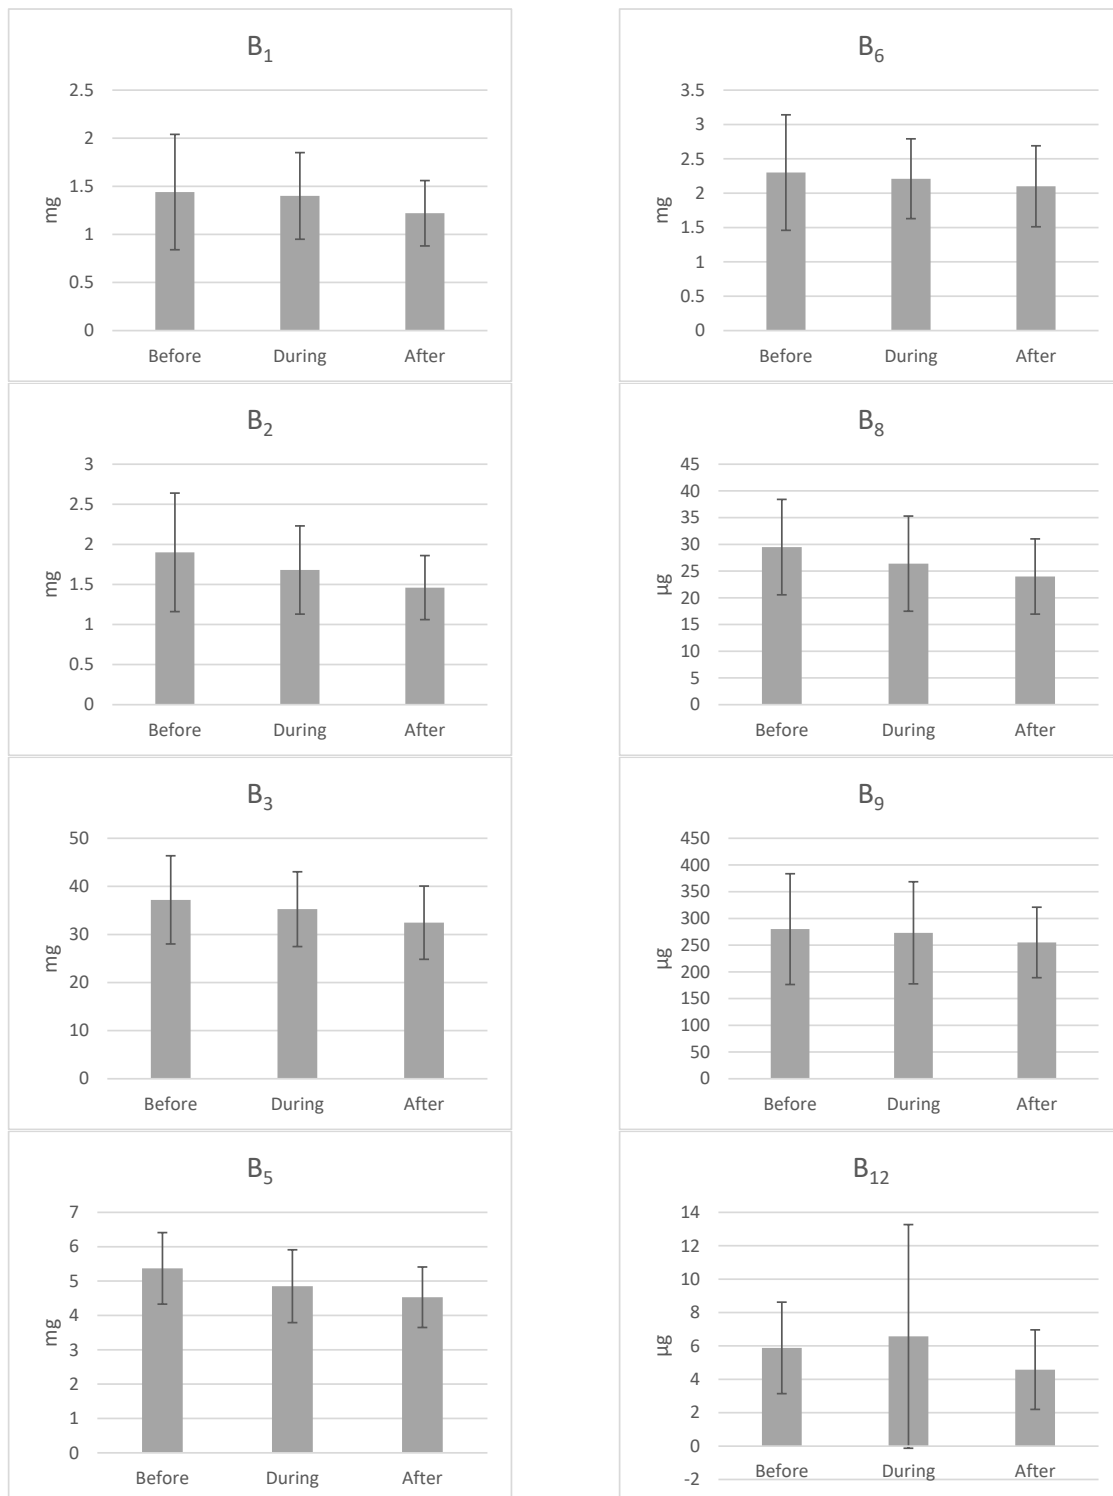 B₁
2.5
2
1.5
1
0.5
0
mg
Before During After
B₆
3.5
3
2.5
2
1.5
1
0.5
0
mg
Before During After
B₂
3
2.5
2
1.5
1
0.5
0
mg
Before During After
B₈
45
40
35
30
25
20
15
10
5
0
µg
Before During After
B₃
50
40
30
20
10
0
mg
Before During After
B₉
450
400
350
300
250
200
150
100
50
0
µg
Before During After
B₅
7
6
5
4
3
2
1
0
mg
Before During After
B₁₂
14
12
10
8
6
4
2
0
-2
µg
Before During After